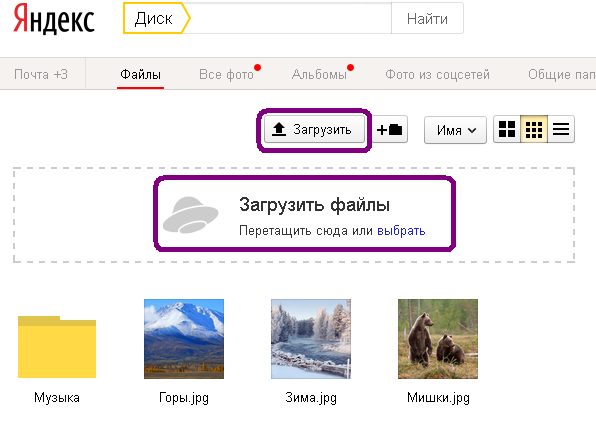 Яндекс
Диск
Найти
Почта +3
Файлы
Все фото
Альбомы
Фото из соцсетей
Общие пап
Загрузить
+
Имя
Загрузить файлы
Перетащить сюда или выбрать
Музыка
Горы.jpg
Зима.jpg
Мишки.jpg